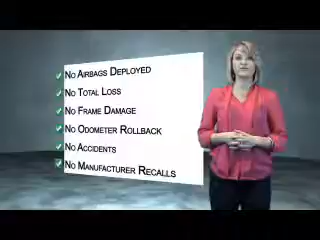 No Airbags Deployed
No Total Loss
No Frame Damage
No Odometer Rollback
No Accidents
No Manufacturer Recalls